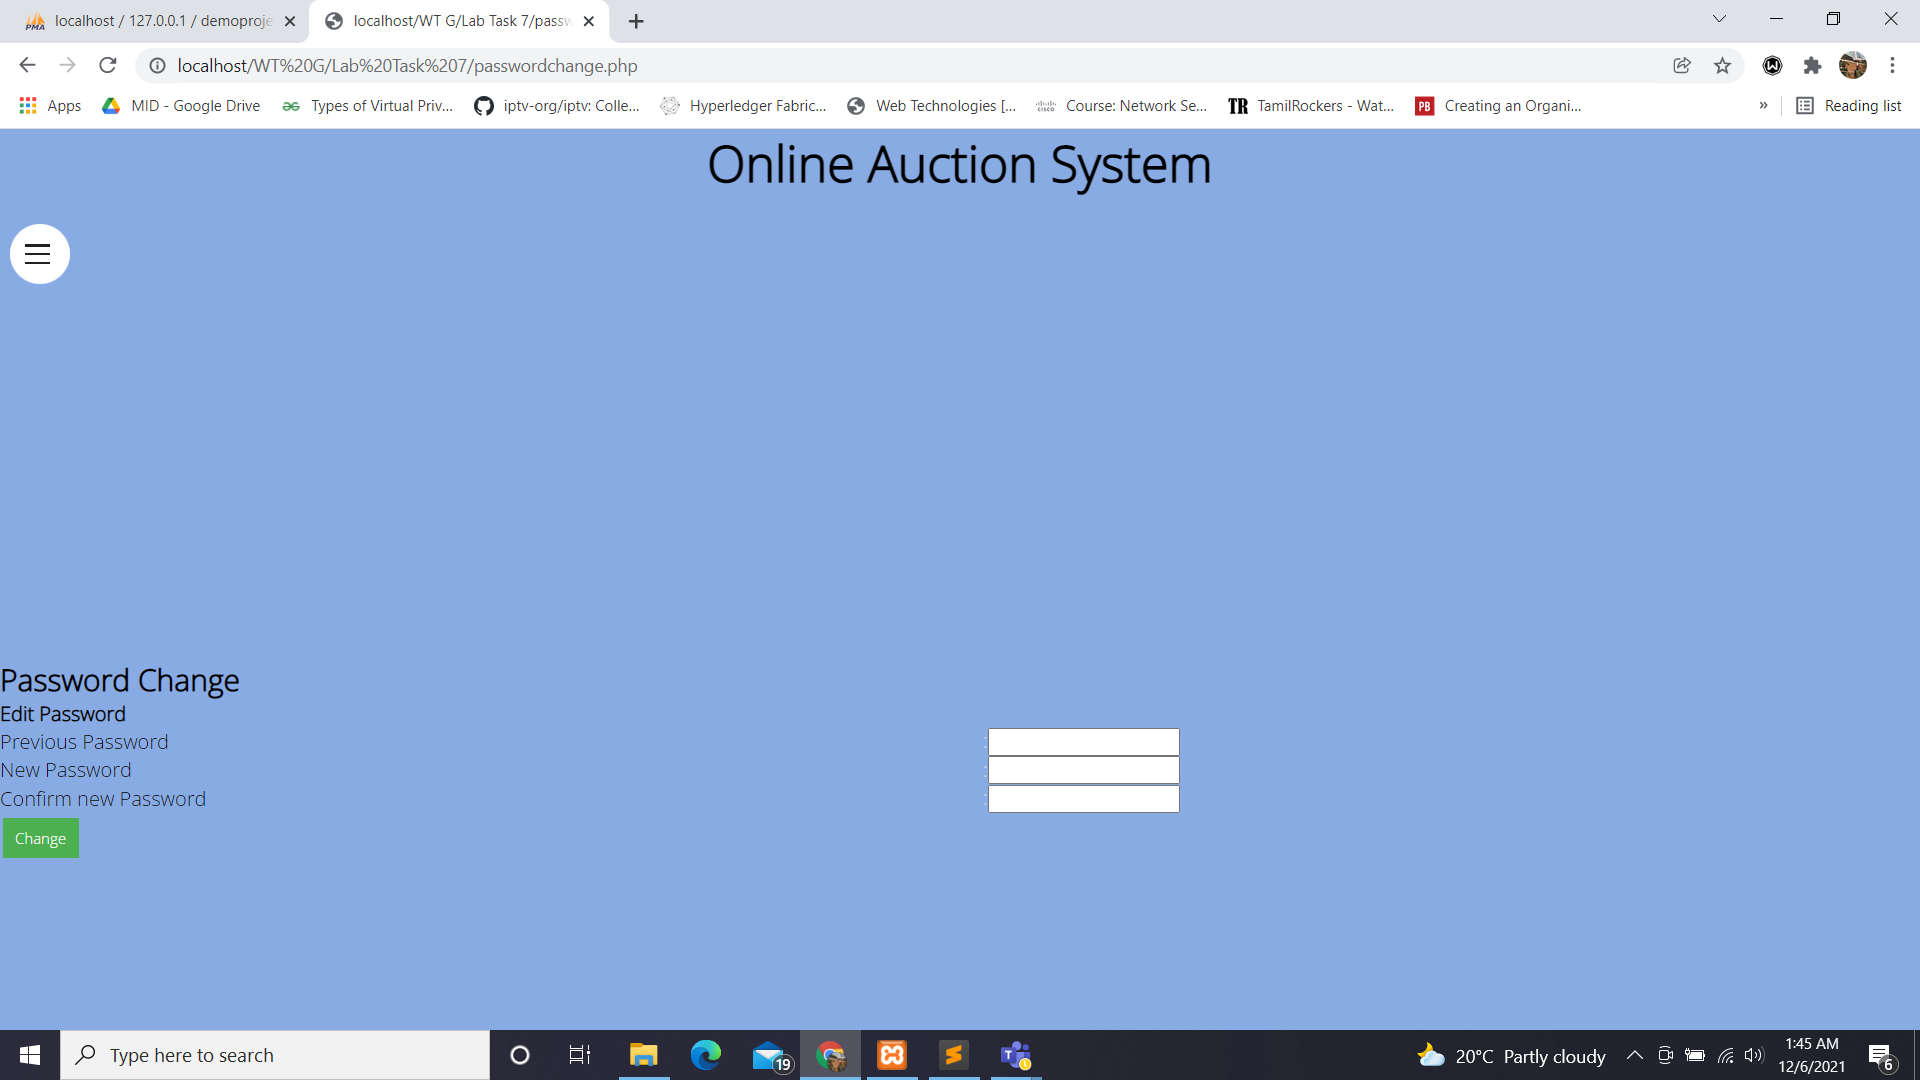 localhost / 127.0.0.1 / demoproje
localhost/WT G/Lab Task 7/passw
localhost/WT%20G/Lab%20Task%207/passwordchange.php
Apps MID - Google Drive Types of Virtual Priv... iptv-org/iptv: Colle... Hyperledger Fabric... Web Technologies [... Course: Network Se... TamilRockers - Wat... Creating an Organi... » Reading list
Online Auction System
Password Change
Edit Password
Previous Password :
New Password :
Confirm new Password :
Change
Type here to search
19
20°C Partly cloudy
1:45 AM
12/6/2021
6